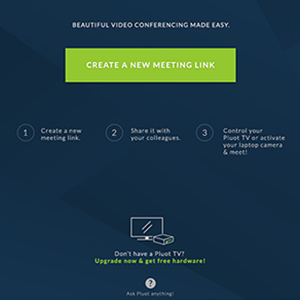 BEAUTIFUL VIDEO CONFERENCING MADE EASY.
CREATE A NEW MEETING LINK
1 Create a new
meeting link.
2 Share it with
your colleagues.
3 Control your
Pluot TV or activate
your laptop camera
& meet!
Don't have a Pluot TV?
Upgrade now & get free hardware!
?
Ask Pluot anything!